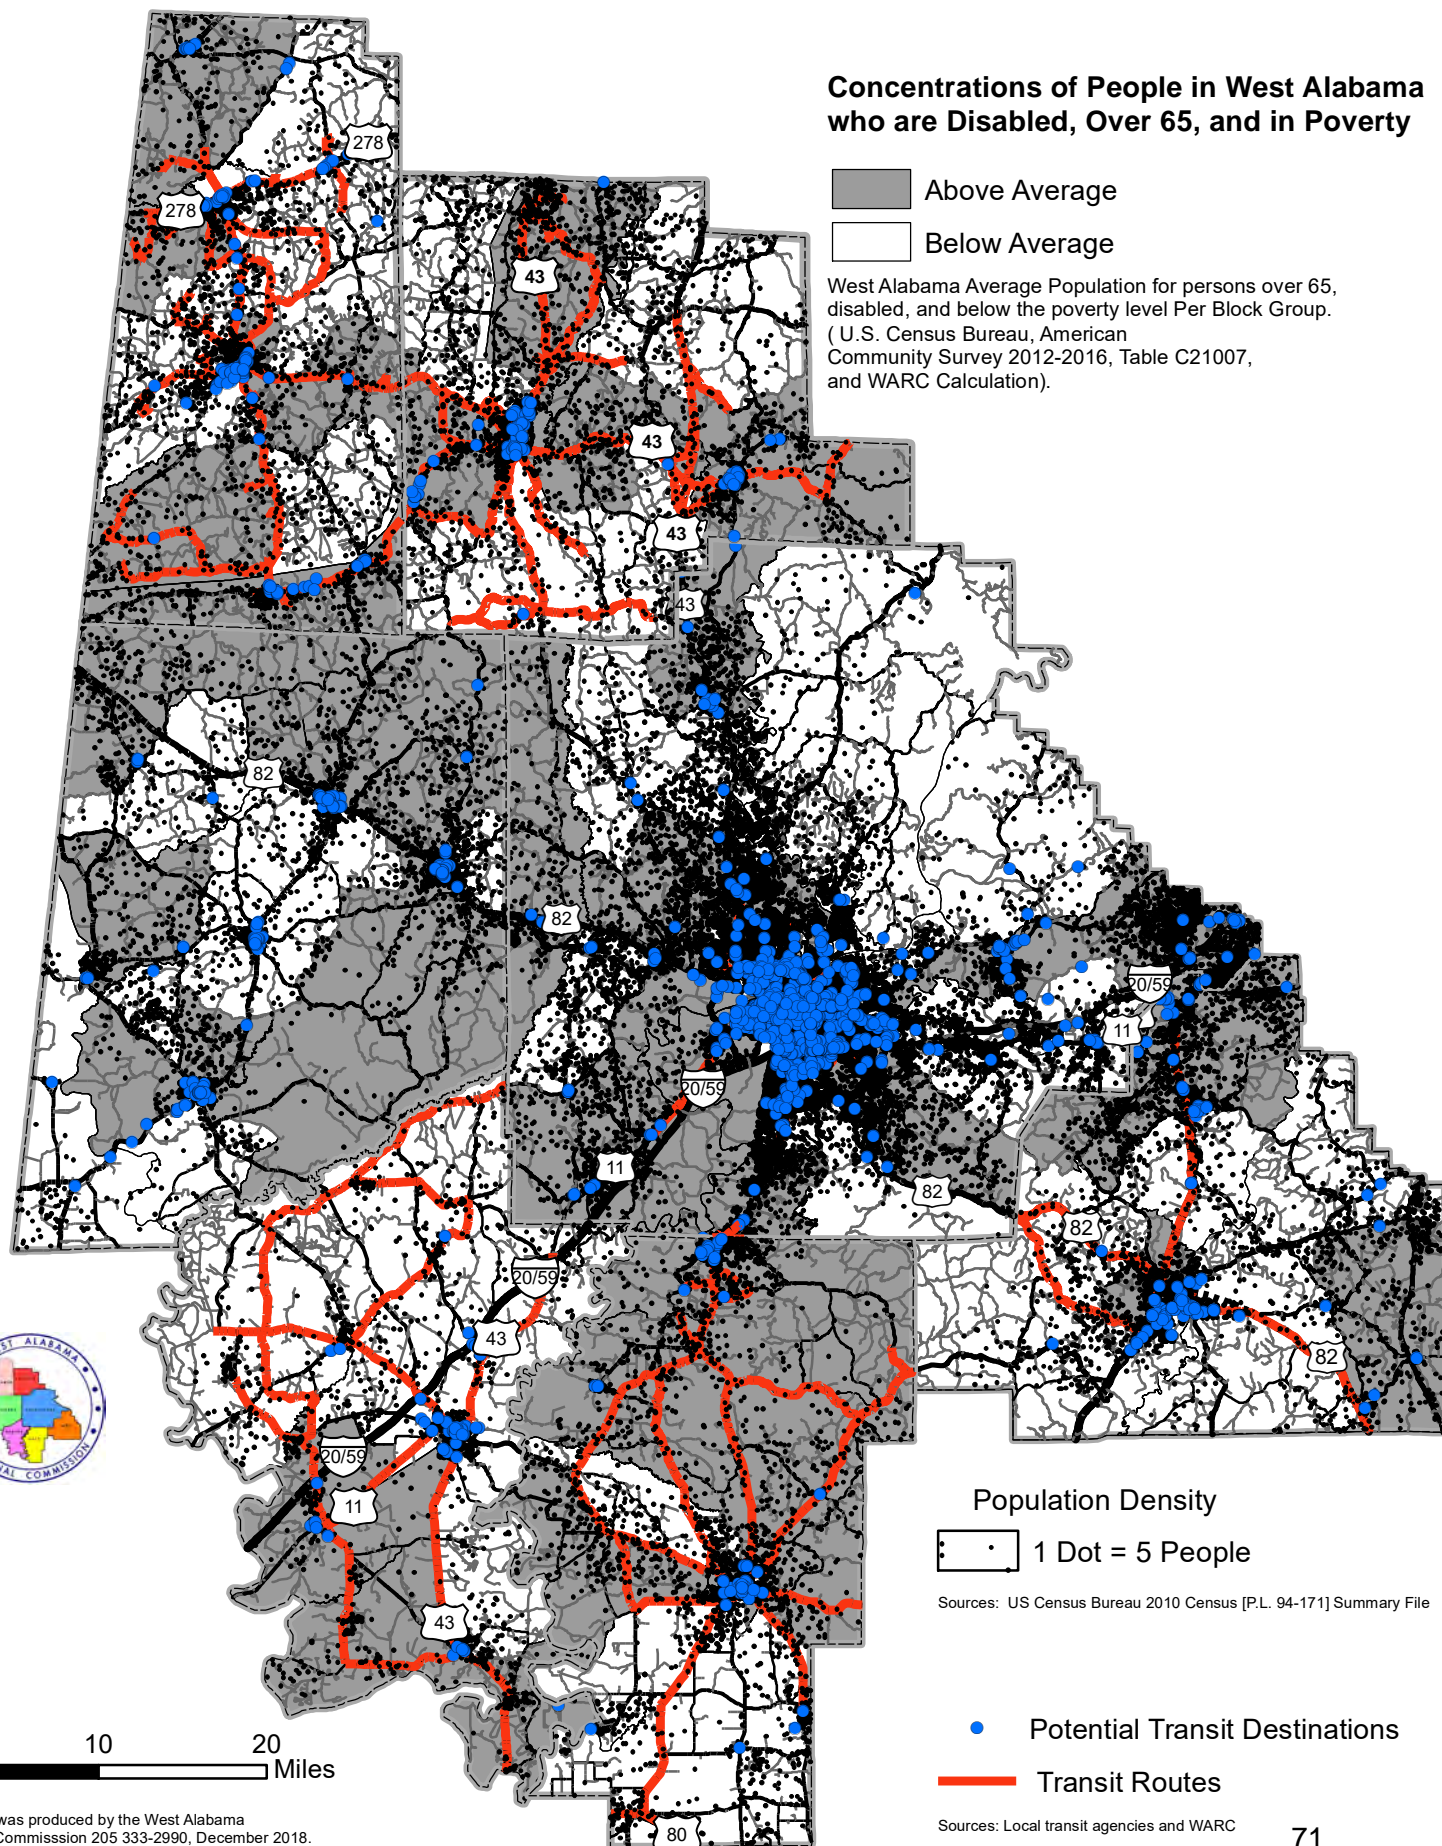 Concentrations of People in West Alabama
who are Disabled, Over 65, and in Poverty
Above Average
Below Average
West Alabama Average Population for persons over 65,
disabled, and below the poverty level Per Block Group.
( U.S. Census Bureau, American
Community Survey 2012-2016, Table C21007,
and WARC Calculation).
278
278
43
43
43
43
82
82
20/59
11
20/59
11
82
82
20/59
43
82
20/59
11
43
80
ST ALABAMA
AL COMMISSION
Population Density
1 Dot = 5 People
Sources: US Census Bureau 2010 Census [P.L. 94-171] Summary File
Potential Transit Destinations
Transit Routes
Sources: Local transit agencies and WARC
10
20
Miles
was produced by the West Alabama
Commisssion 205 333-2990, December 2018.
71